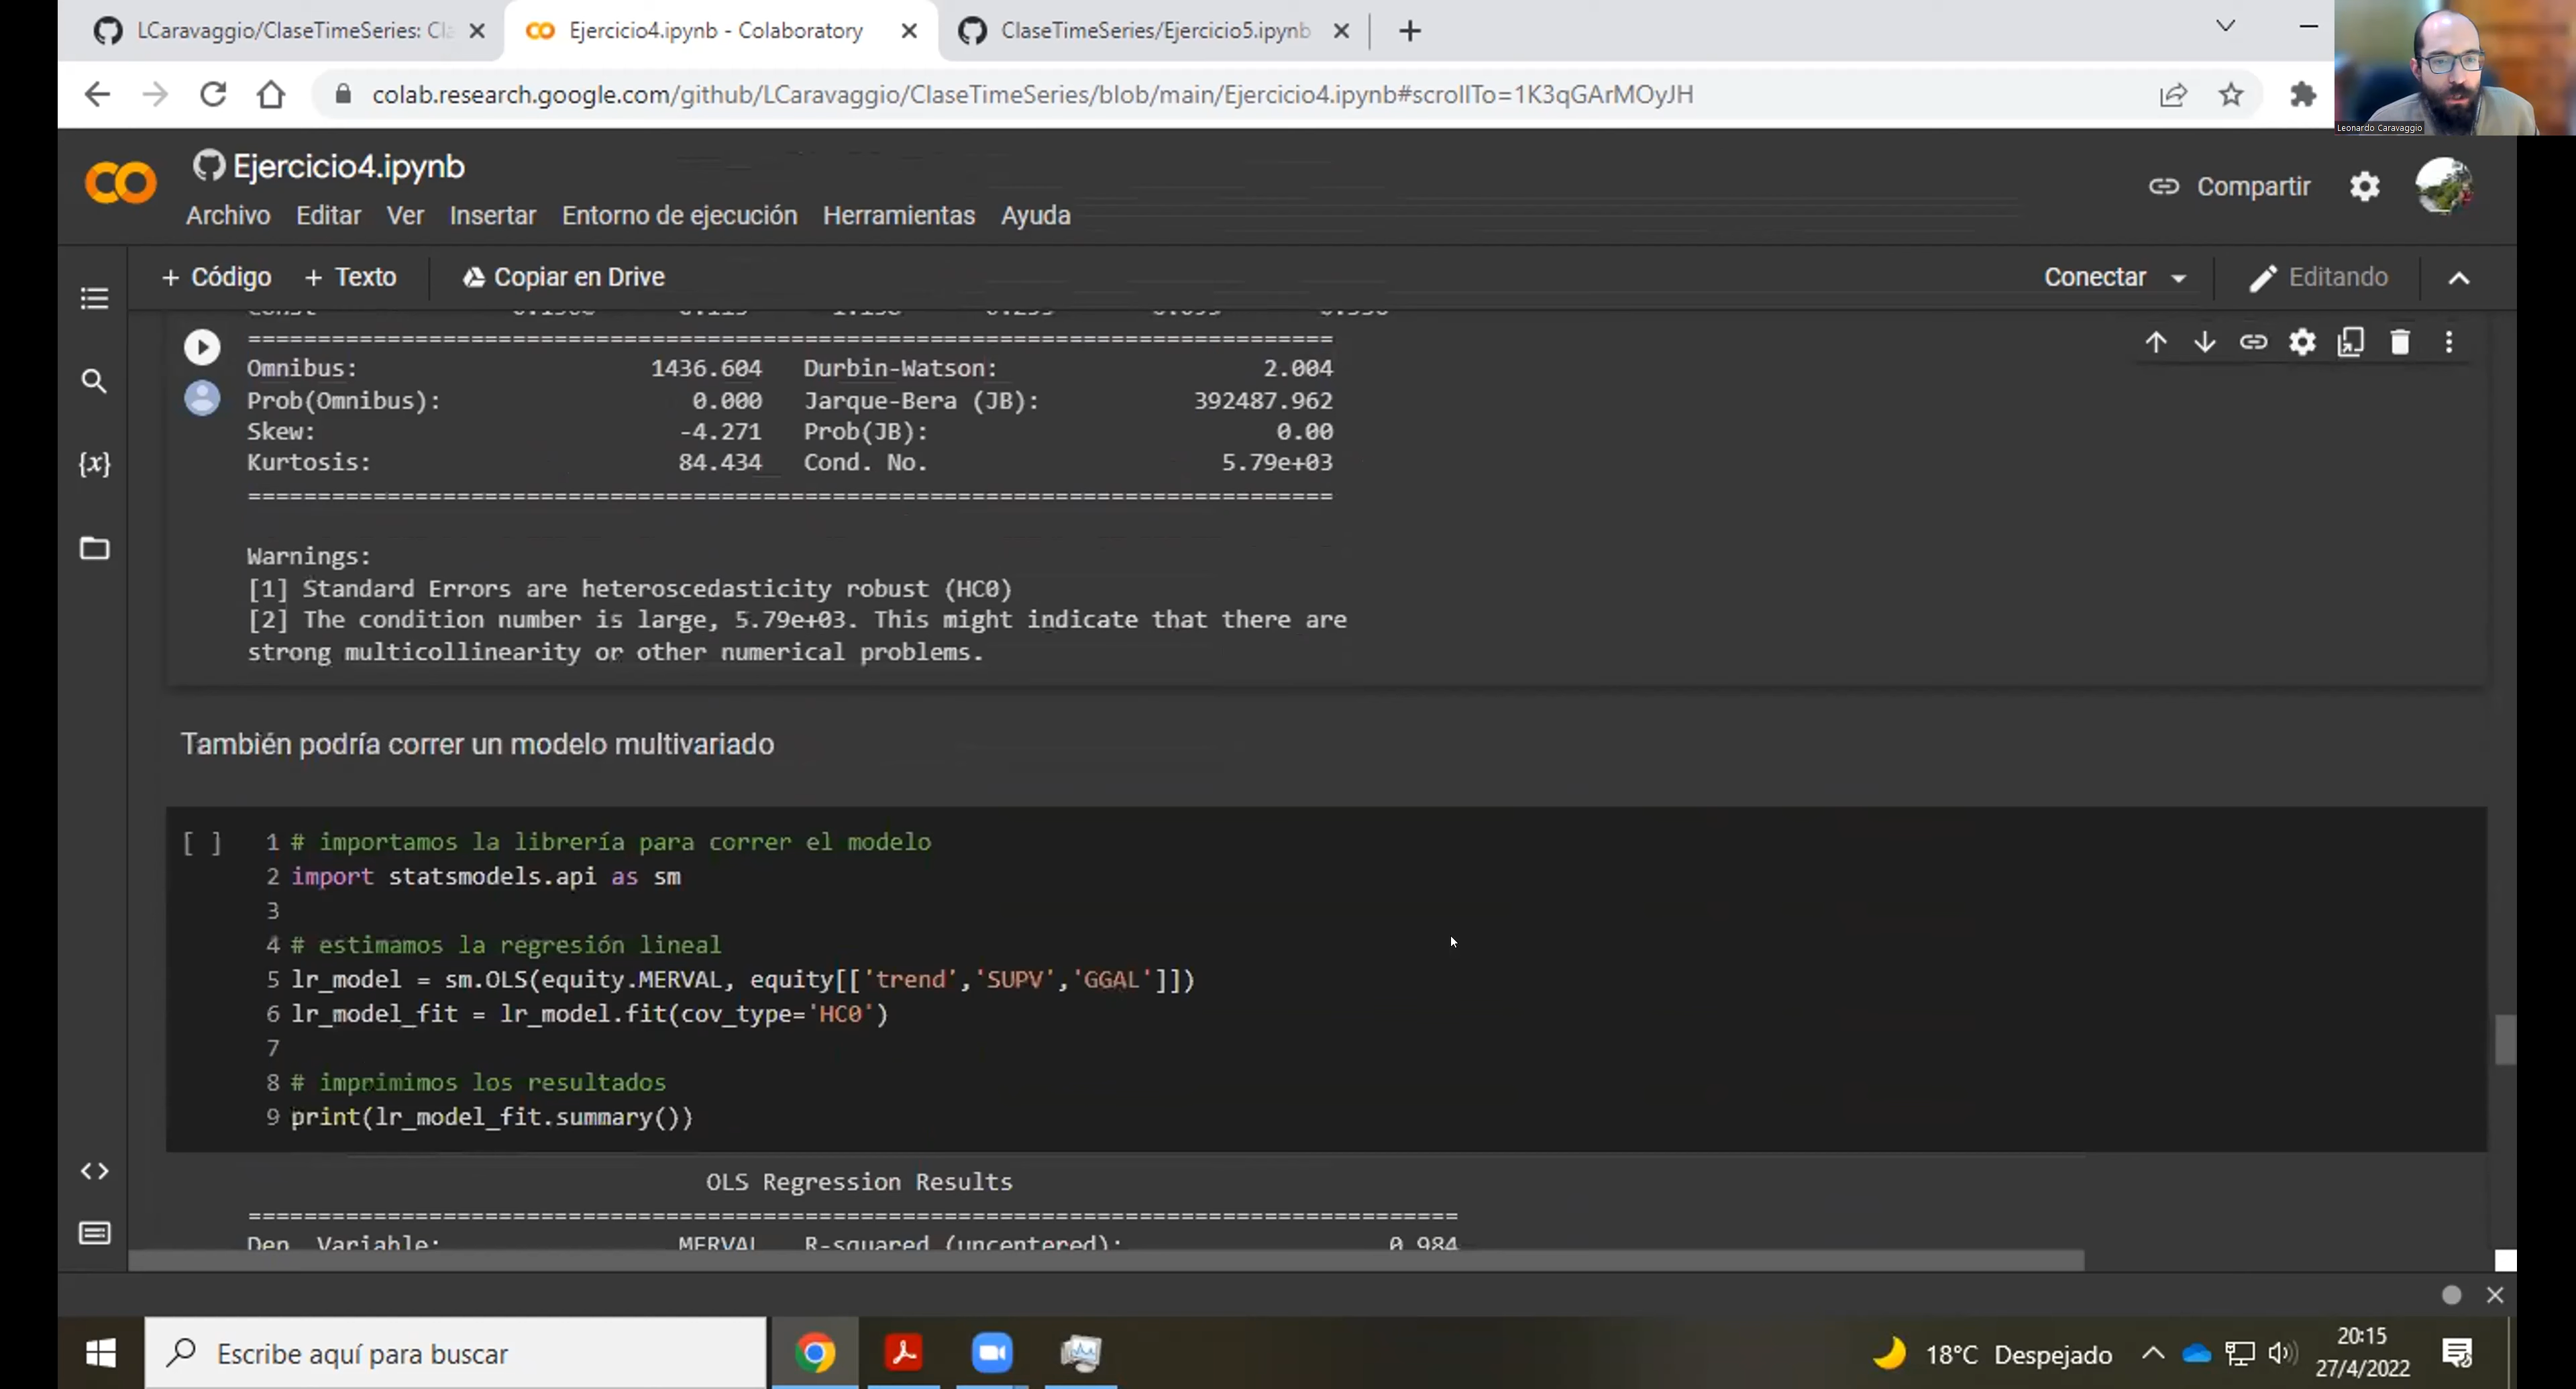 LCaravaggio/ClaseTimeSeries: Cla
Ejercicio4.ipynb - Colaboratory
ClaseTimeSeries/Ejercicio5.ipynb
colab.research.google.com/github/LCaravaggio/ClaseTimeSeries/blob/main/Ejercicio4.ipynb#scrollTo=1K3qGArMOyJH
Leonardo Caravaggio
Ejercicio4.ipynb
Archivo Editar Ver Insertar Entorno de ejecución Herramientas Ayuda
Compartir
+ Código + Texto Copiar en Drive
Conectar
Editando
==============================================================================
Omnibus: 1436.604 Durbin-Watson: 2.004
Prob(Omnibus): 0.000 Jarque-Bera (JB): 392487.962
Skew: -4.271 Prob(JB): 0.00
Kurtosis: 84.434 Cond. No. 5.79e+03
==============================================================================
Warnings:
[1] Standard Errors are heteroscedasticity robust (HC0)
[2] The condition number is large, 5.79e+03. This might indicate that there are
strong multicollinearity or other numerical problems.
También podría correr un modelo multivariado
[ ]
1 # importamos la librería para correr el modelo
2 import statsmodels.api as sm
3
4 # estimamos la regresión lineal
5 lr_model = sm.OLS(equity.MERVAL, equity[['trend','SUPV','GGAL']])
6 lr_model_fit = lr_model.fit(cov_type='HC0')
7
8 # imprimimos los resultados
9 print(lr_model_fit.summary())
OLS Regression Results
=======================================================================================
Dep. Variable: MERVAL R-squared (uncentered): 0.984
Escribe aquí para buscar
18°C Despejado
20:15
27/4/2022